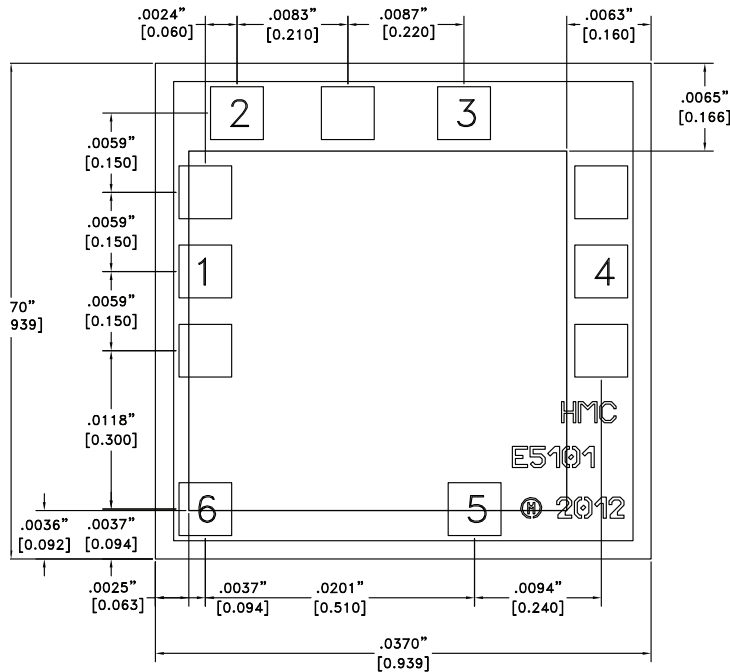 .0024" .0083" .0087" .0063"
[0.060] [0.210] [0.220] [0.160]
2 3
.0065"
[0.166]
.0059"
[0.150]
.0059"
[0.150]
1 4
.0059"
[0.150]
70"
939]
.0118"
[0.300]
HMC
E5101
6 5 Ⓗ 2012
.0036" .0037"
[0.092] [0.094]
.0025" .0037" .0201" .0094"
[0.063] [0.094] [0.510] [0.240]
.0370"
[0.939]